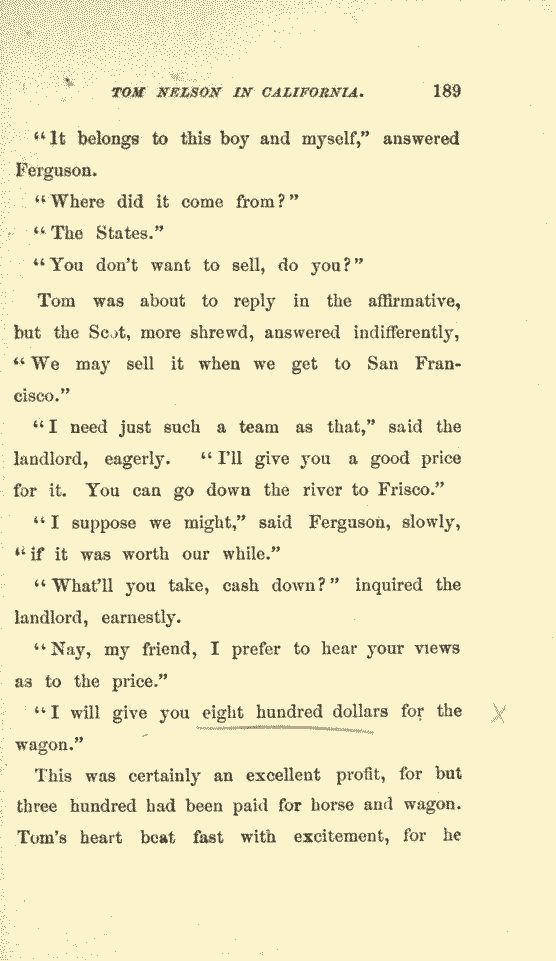 TOM NELSON IN CALIFORNIA. 189
“It belongs to this boy and myself,” answered
Ferguson.
“Where did it come from?”
“The States.”
“You don’t want to sell, do you?”
Tom was about to reply in the affirmative,
but the Scot, more shrewd, answered indifferently,
“We may sell it when we get to San Fran-
cisco.”
“I need just such a team as that,” said the
landlord, eagerly. “I’ll give you a good price
for it. You can go down the river to Frisco.”
“I suppose we might,” said Ferguson, slowly,
“if it was worth our while.”
“What’ll you take, cash down?” inquired the
landlord, earnestly.
“Nay, my friend, I prefer to hear your views
as to the price.”
“I will give you eight hundred dollars for the
wagon.”
This was certainly an excellent profit, for but
three hundred had been paid for horse and wagon.
Tom’s heart beat fast with excitement, for he